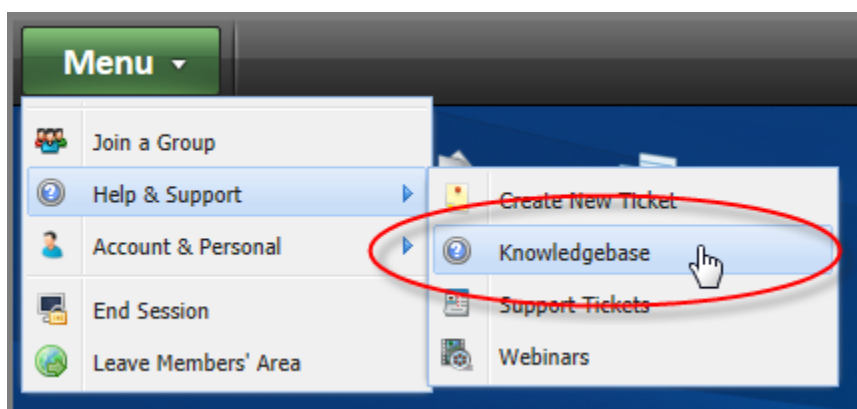 Menu
Join a Group
Help & Support
Account & Personal
End Session
Leave Members' Area
Create New Ticket
Knowledgebase
Support Tickets
Webinars